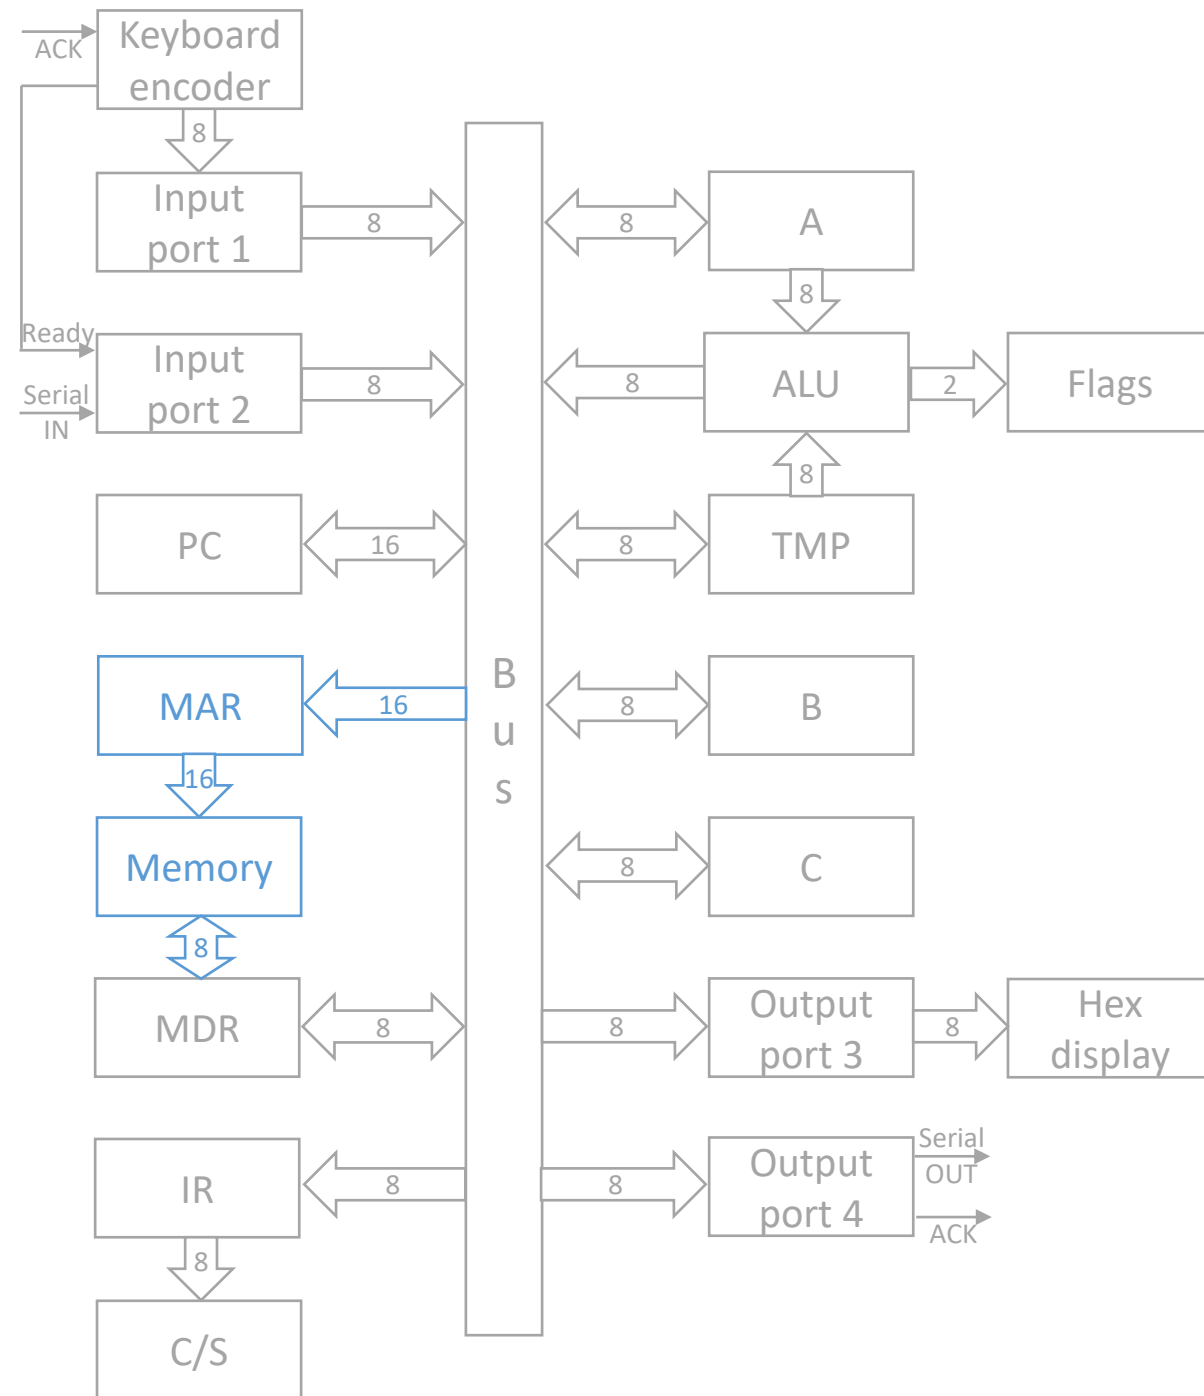 Keyboard
encoder
ACK
8
Input
port 1
8
8
A
8
Ready
Serial
IN
Input
port 2
8
8
ALU
2
Flags
8
PC
16
8
TMP
Bus
MAR
16
8
B
16
Memory
8
C
8
MDR
8
8
Output
port 3
8
Hex
display
IR
8
8
Output
port 4
Serial
OUT
ACK
8
C/S